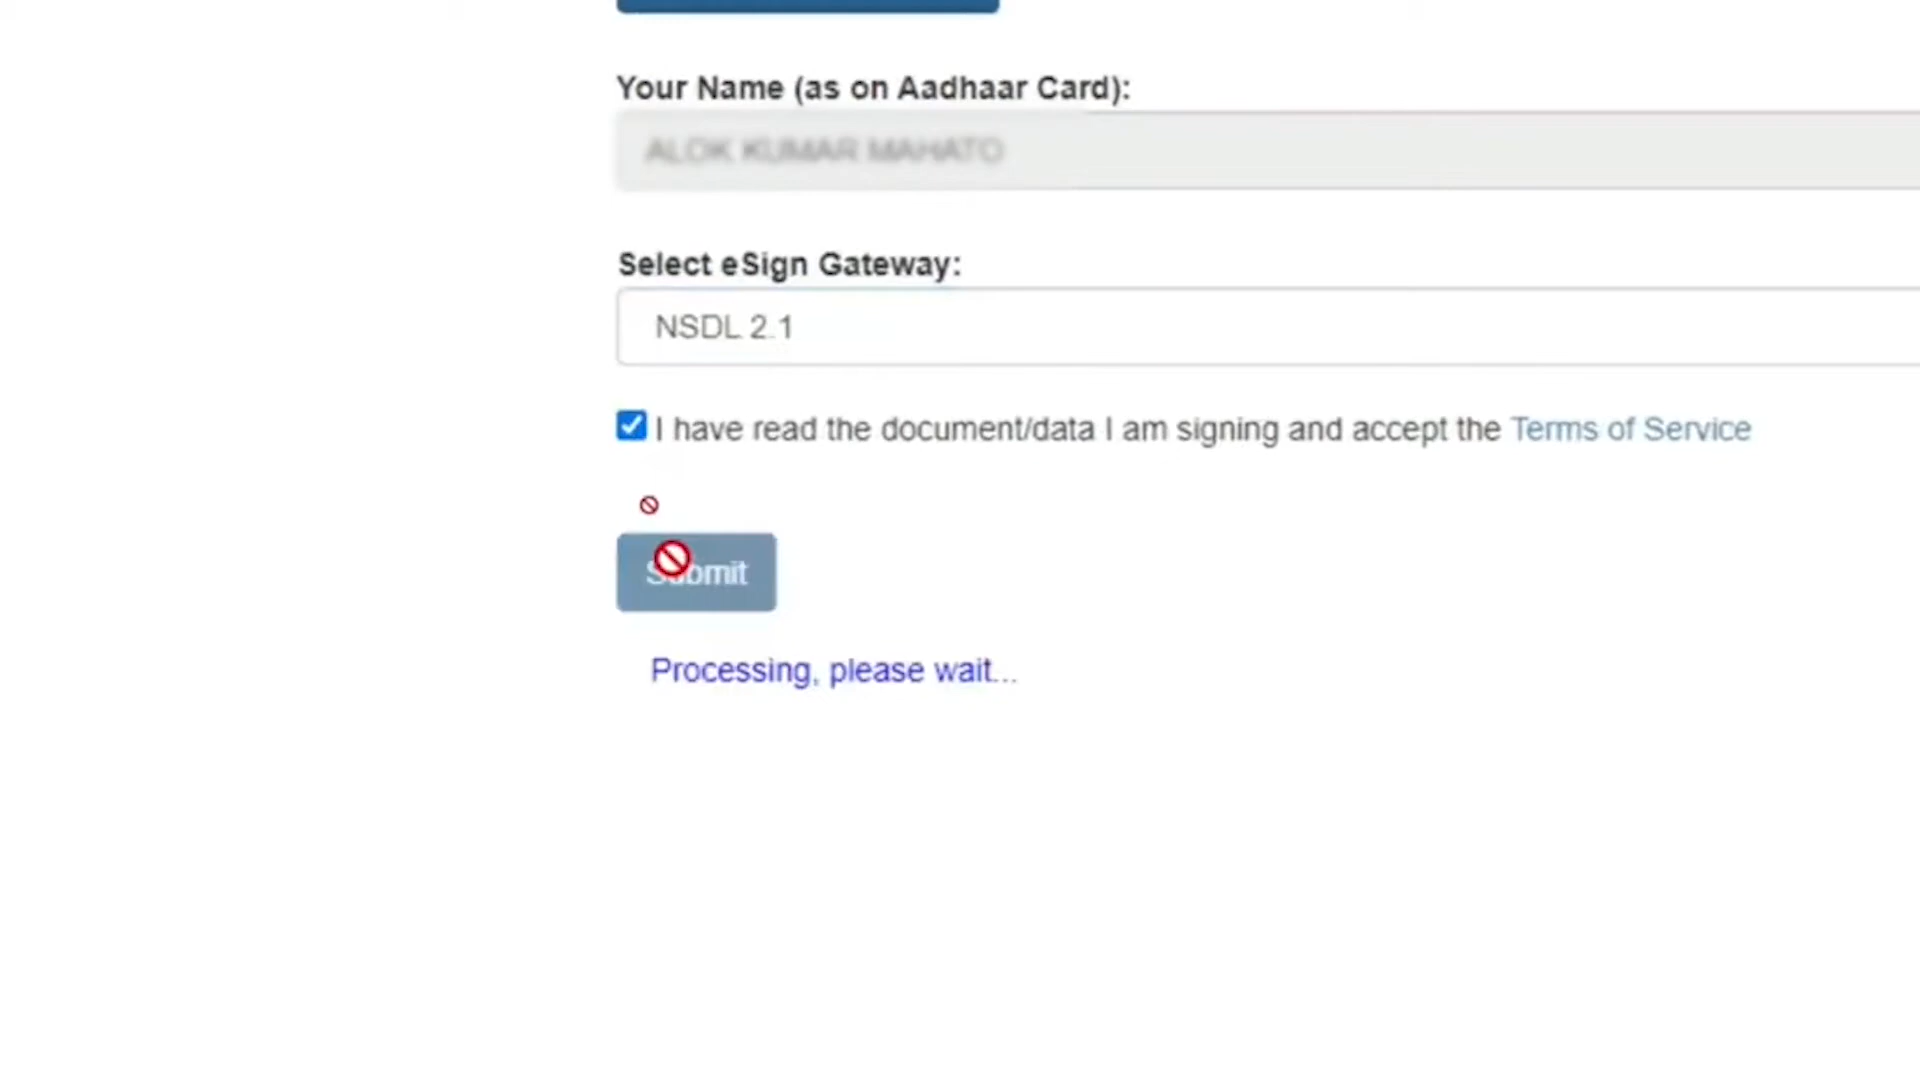 Your Name (as on Aadhaar Card):
Select eSign Gateway:
NSDL 2.1
I have read the document/data I am signing and accept the Terms of Service
Submit
Processing, please wait...